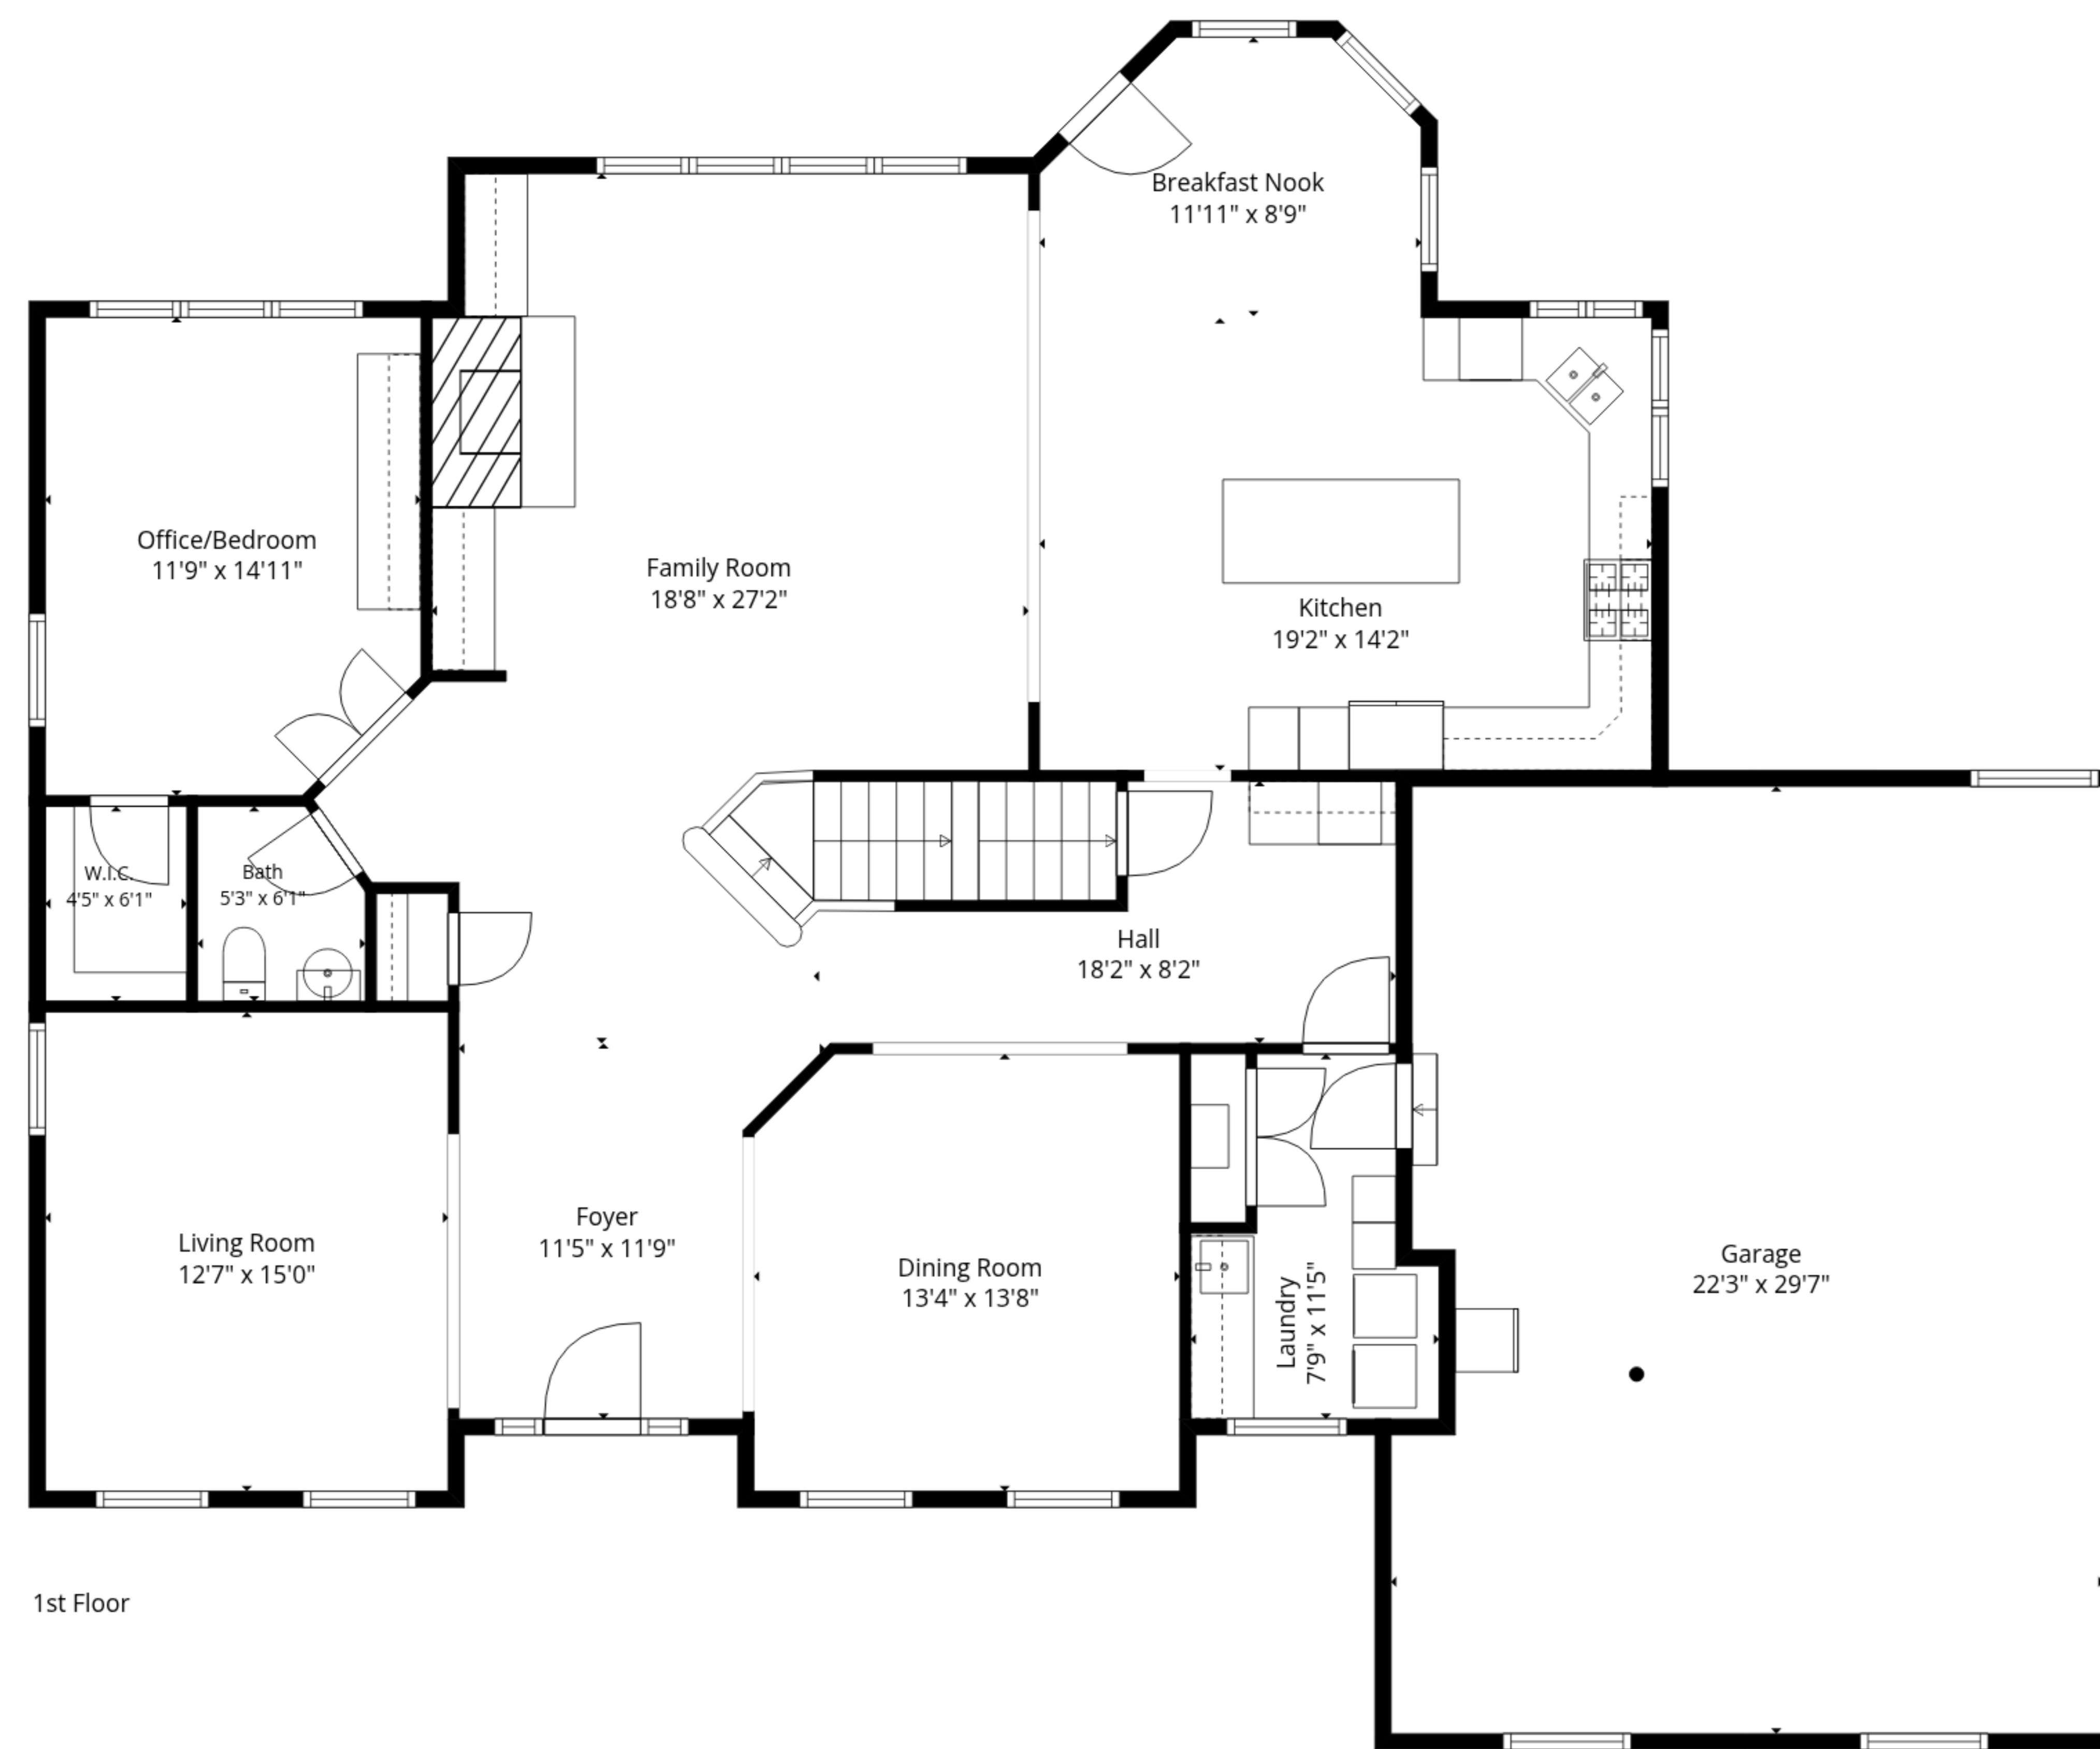 Breakfast Nook
11'11" x 8'9"
Office/Bedroom
11'9" x 14'11"
Family Room
18'8" x 27'2"
Kitchen
19'2" x 14'2"
W.I.C.
4'5" x 6'1"
Bath
5'3" x 6'1"
Hall
18'2" x 8'2"
Living Room
12'7" x 15'0"
Foyer
11'5" x 11'9"
Dining Room
13'4" x 13'8"
Laundry
7'9" x 11'5"
Garage
22'3" x 29'7"
1st Floor